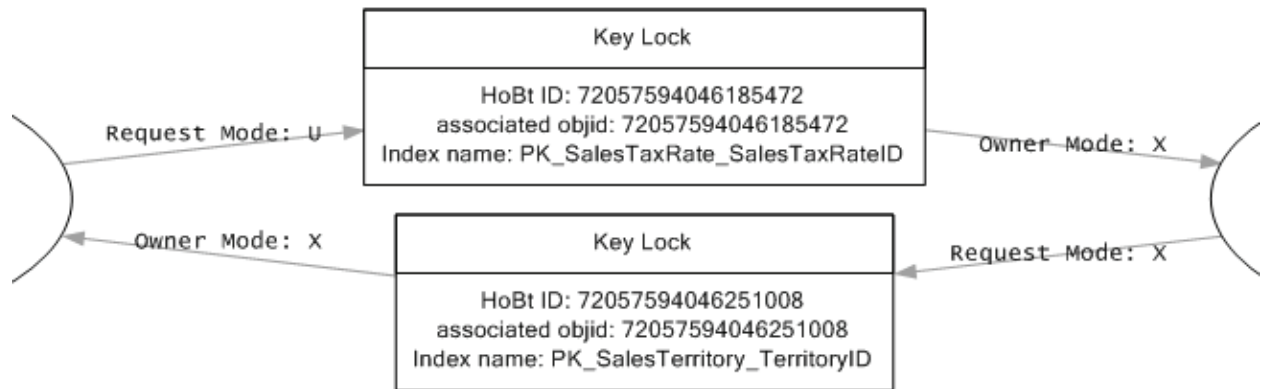 Key Lock
HoBt ID: 72057594046185472
associated objid: 72057594046185472
Index name: PK_SalesTaxRate_SalesTaxRateID
Request Mode: U
Owner Mode: X
Key Lock
HoBt ID: 72057594046251008
associated objid: 72057594046251008
Index name: PK_SalesTerritory_TerritoryID
Owner Mode: X
Request Mode: X